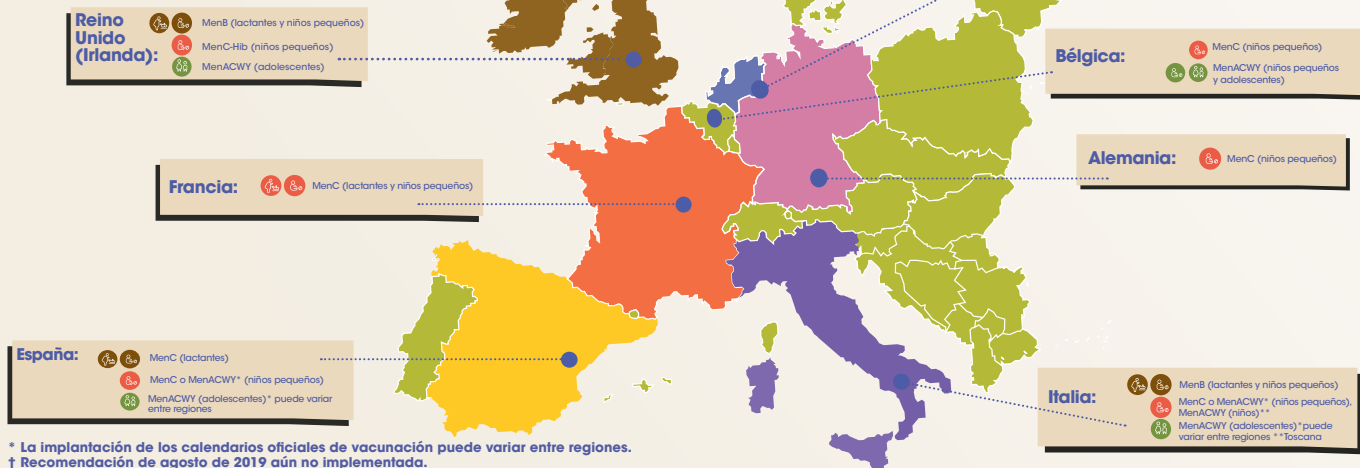 Reino
Unido
(Irlanda):
MenB (lactantes y niños pequeños)
MenC-Hib (niños pequeños)
MenACWY (adolescentes)
Bélgica:
MenC (niños pequeños)
MenACWY (niños pequeños
y adolescentes)
Francia:
MenC (lactantes y niños pequeños)
Alemania:
MenC (niños pequeños)
España:
MenC (lactantes)
MenC o MenACWY* (niños pequeños)
MenACWY (adolescentes)* puede variar
entre regiones
Italia:
MenB (lactantes y niños pequeños)
MenC o MenACWY* (niños pequeños),
MenACWY (niños)**
MenACWY (adolescentes)*puede
variar entre regiones **Toscana
* La implantación de los calendarios oficiales de vacunación puede variar entre regiones.
† Recomendación de agosto de 2019 aún no implementada.